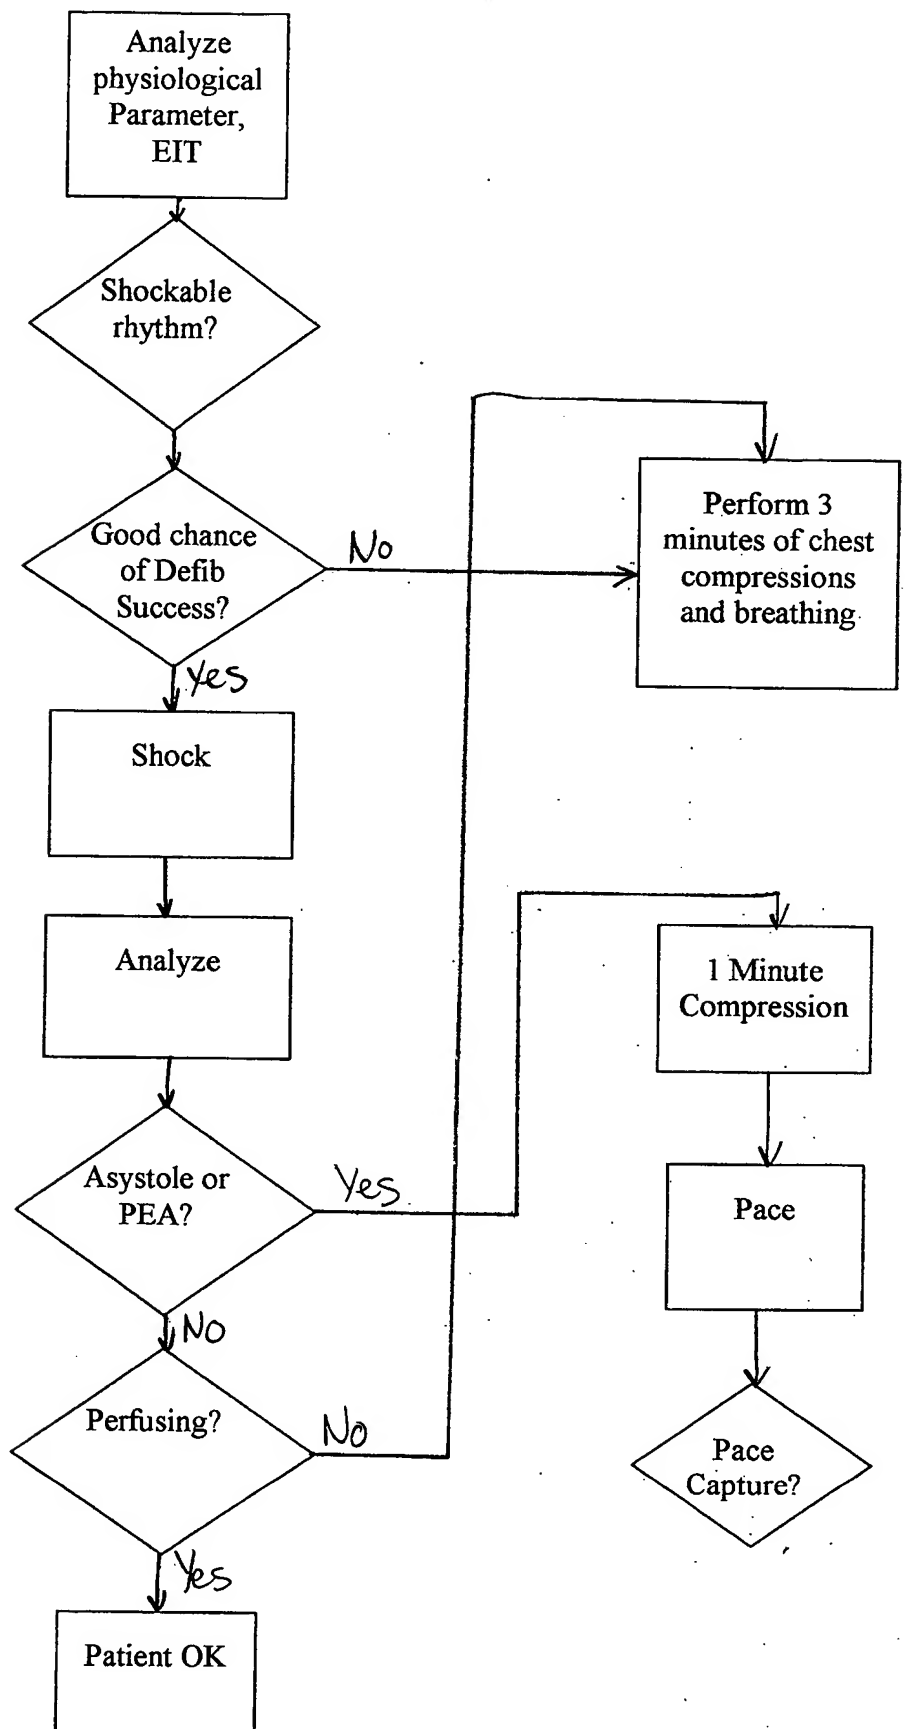 Analyze
physiological
Parameter,
EIT
Shockable
rhythm?
Good chance
of Defib
Success?
No
Perform 3
minutes of chest
compressions
and breathing
Yes
Shock
Analyze
1 Minute
Compression
Asystole or
PEA?
Yes
Pace
No
Perfusing?
No
Pace
Capture?
Yes
Patient OK